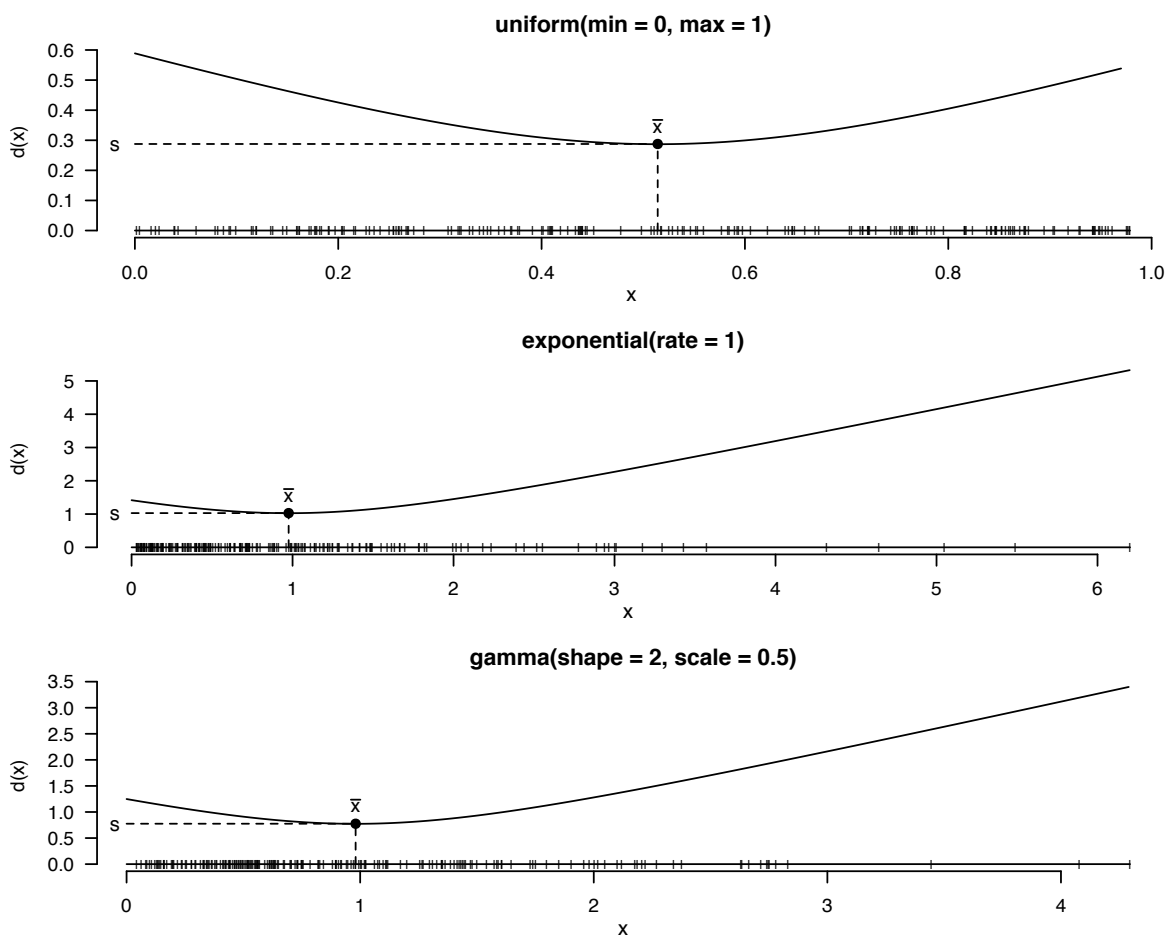 uniform(min = 0, max = 1)
0.6
0.5
0.4
0.3
0.2
0.1
0.0
d(x)
s
x̅
0.0 0.2 0.4 0.6 0.8 1.0
x
exponential(rate = 1)
5
4
3
2
1
0
d(x)
s
x̅
0 1 2 3 4 5 6
x
gamma(shape = 2, scale = 0.5)
3.5
3.0
2.5
2.0
1.5
1.0
0.5
0.0
d(x)
s
x̅
0 1 2 3 4
x